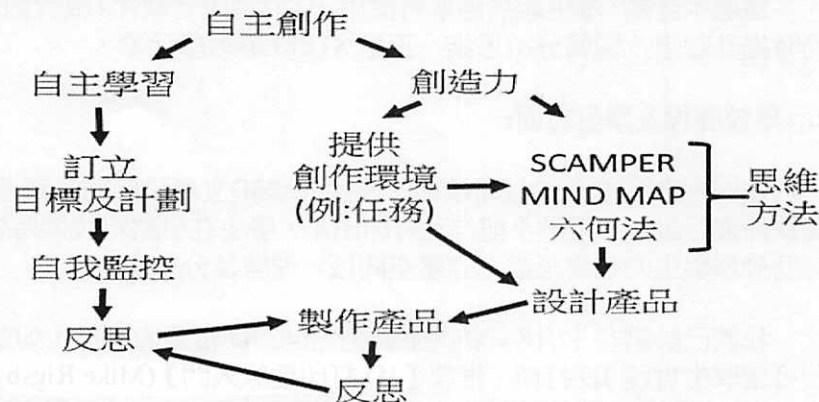 自主創作
自主學習
創造力
訂立
目標及計劃
提供
創作環境
(例:任務)
SCAMPER
MIND MAP
六何法
思維
方法
自我監控
設計產品
製作產品
反思
反思